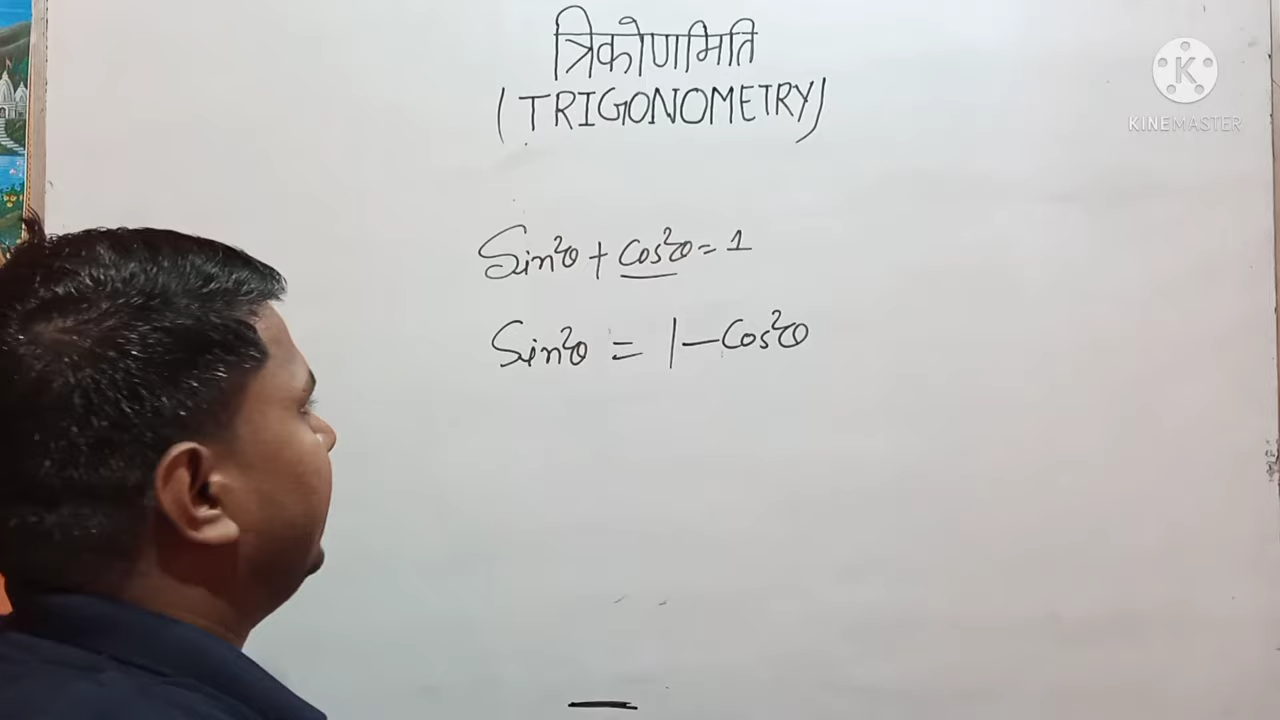 त्रिकोणमिति
(TRIGONOMETRY)
K
KINEMASTER
Sin²θ + Cos²θ = 1
Sin²θ = 1 - Cos²θ